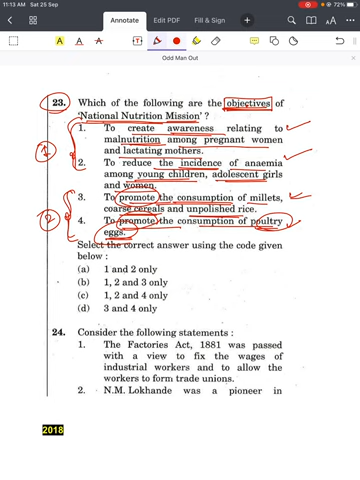 11:13 AM Sat 25 Sep
Annotate
Edit
Fill & Sign
A
T
A
Odd Man Out
23. Which of the following are the objectives of
'National Nutrition Mission' ?
1. To create awareness relating to
malnutrition among pregnant women
and lactating mothers.
2. To reduce the incidence of anaemia
among young children, adolescent girls
and women.
3. To promote the consumption of millets,
coarse cereals and unpolished rice.
4. To promote the consumption of poultry
eggs.
1
2
Select the correct answer using the code given
below :
(a) 1 and 2 only
(b) 1, 2 and 3 only
(c) 1, 2 and 4 only
(d) 3 and 4 only
24. Consider the following statements :
1. The Factories Act, 1881 was passed
with a view to fix the wages of
industrial workers and to allow the
workers to form trade unions.
2. N.M. Lokhande was a pioneer in
2018